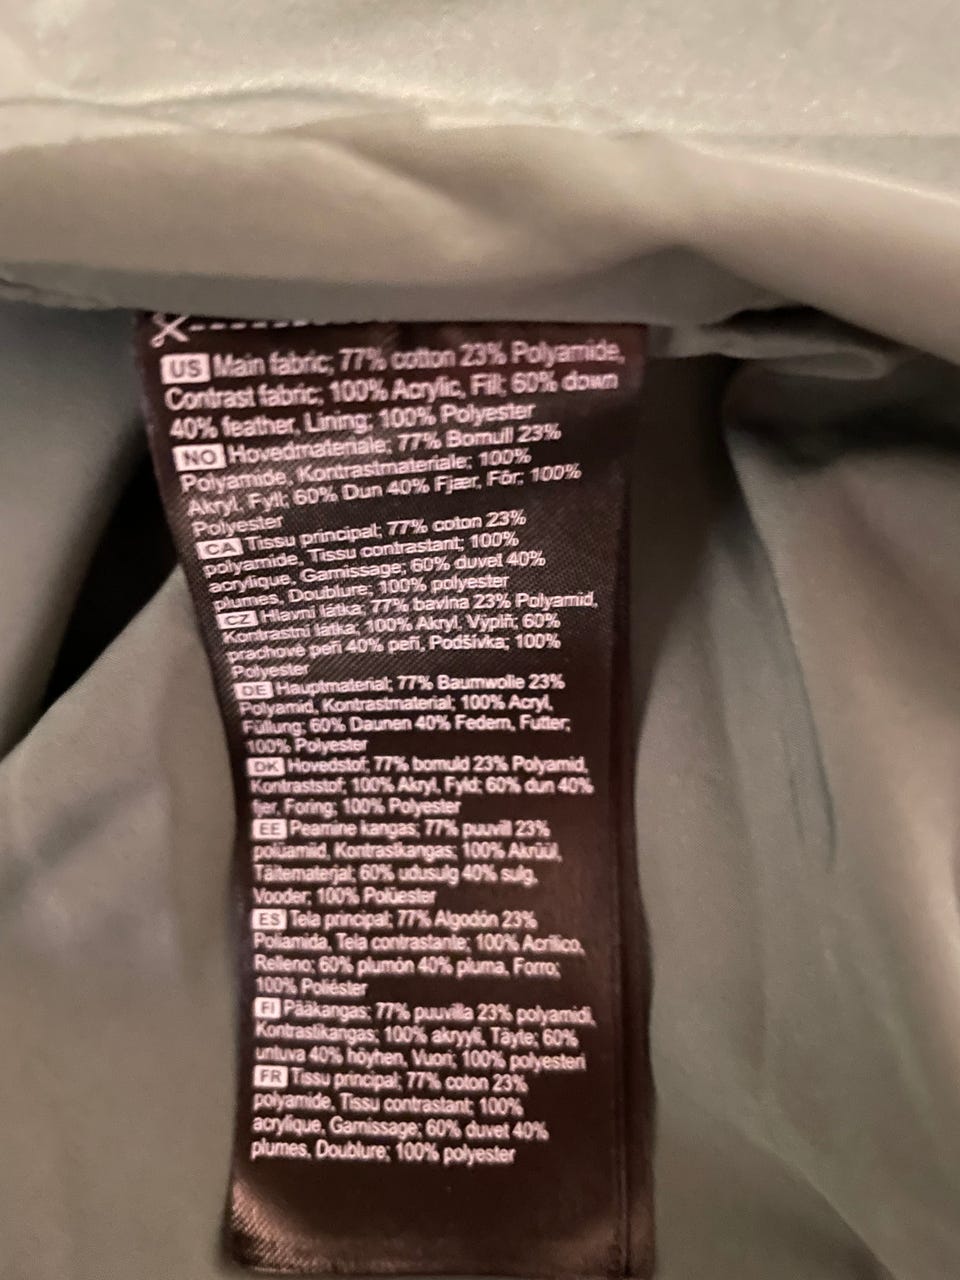 US Main fabric; 77% cotton 23% Polyamide,
Contrast fabric; 100% Acrylic, Fill; 60% down
40% feather, Lining; 100% Polyester
NO Hovedmateriale; 77% Bomull 23%
Polyamide, Kontrastmateriale; 100%
Akryl, Fyll; 60% Dun 40% Fjær, Fôr; 100%
Polyester
CA Tissu principal; 77% coton 23%
polyamide, Tissu contrastant; 100%
acrylique, Garnissage; 60% duvet 40%
plumes, Doublure; 100% polyester
CZ Hlavní látka; 77% bavlna 23% Polyamid,
Kontrastní látka; 100% Akryl, Výplň; 60%
prachové peří 40% peří, Podšívka; 100%
Polyester
DE Hauptmaterial; 77% Baumwolle 23%
Polyamid, Kontrastmaterial; 100% Acryl,
Füllung; 60% Daunen 40% Federn, Futter;
100% Polyester
DK Hovedstof; 77% bomuld 23% Polyamid,
Kontraststof; 100% Akryl, Fyld; 60% dun 40%
fjer, Foring; 100% Polyester
EE Peamine kangas; 77% puuvill 23%
polüamiid, Kontrastkangas; 100% Akrüül,
Täitematerjal; 60% udusulg 40% sulg,
Vooder; 100% Polüester
ES Tela principal; 77% Algodón 23%
Poliamida, Tela contrastante; 100% Acrílico,
Relleno; 60% plumón 40% pluma, Forro;
100% Poliéster
FI Pääkangas; 77% puuvilla 23% polyamidi,
Kontrastikangas; 100% akryyli, Täyte; 60%
untuva 40% höyhen, Vuori; 100% polyesteri
FR Tissu principal; 77% coton 23%
polyamide, Tissu contrastant; 100%
acrylique, Garnissage; 60% duvet 40%
plumes, Doublure; 100% polyester